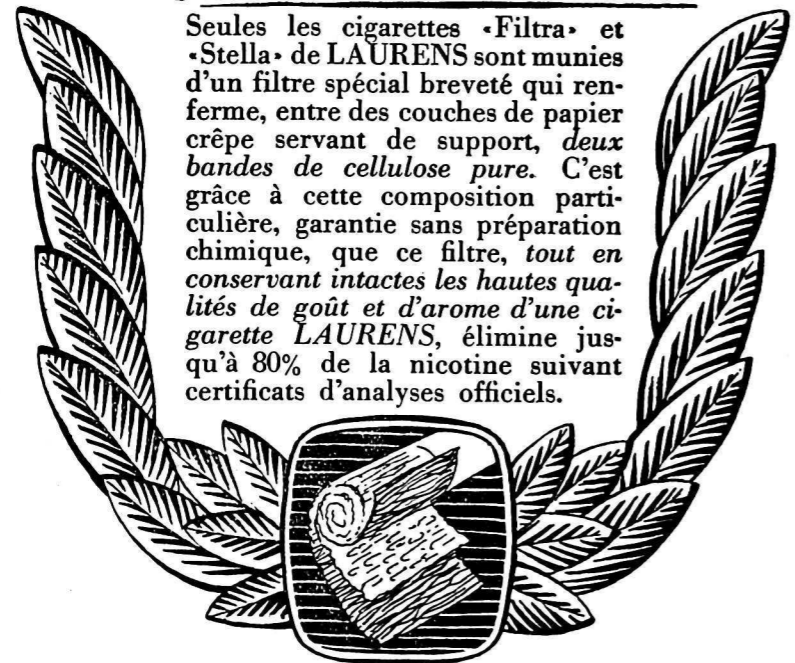 Seules les cigarettes «Filtra» et
«Stella» de LAURENS sont munies
d'un filtre spécial breveté qui ren-
ferme, entre des couches de papier
crêpe servant de support, deux
bandes de cellulose pure. C'est
grâce à cette composition parti-
culière, garantie sans préparation
chimique, que ce filtre, tout en
conservant intactes les hautes qua-
lités de goût et d'arome d'une ci-
garette LAURENS, élimine jus-
qu'à 80% de la nicotine suivant
certificats d'analyses officiels.